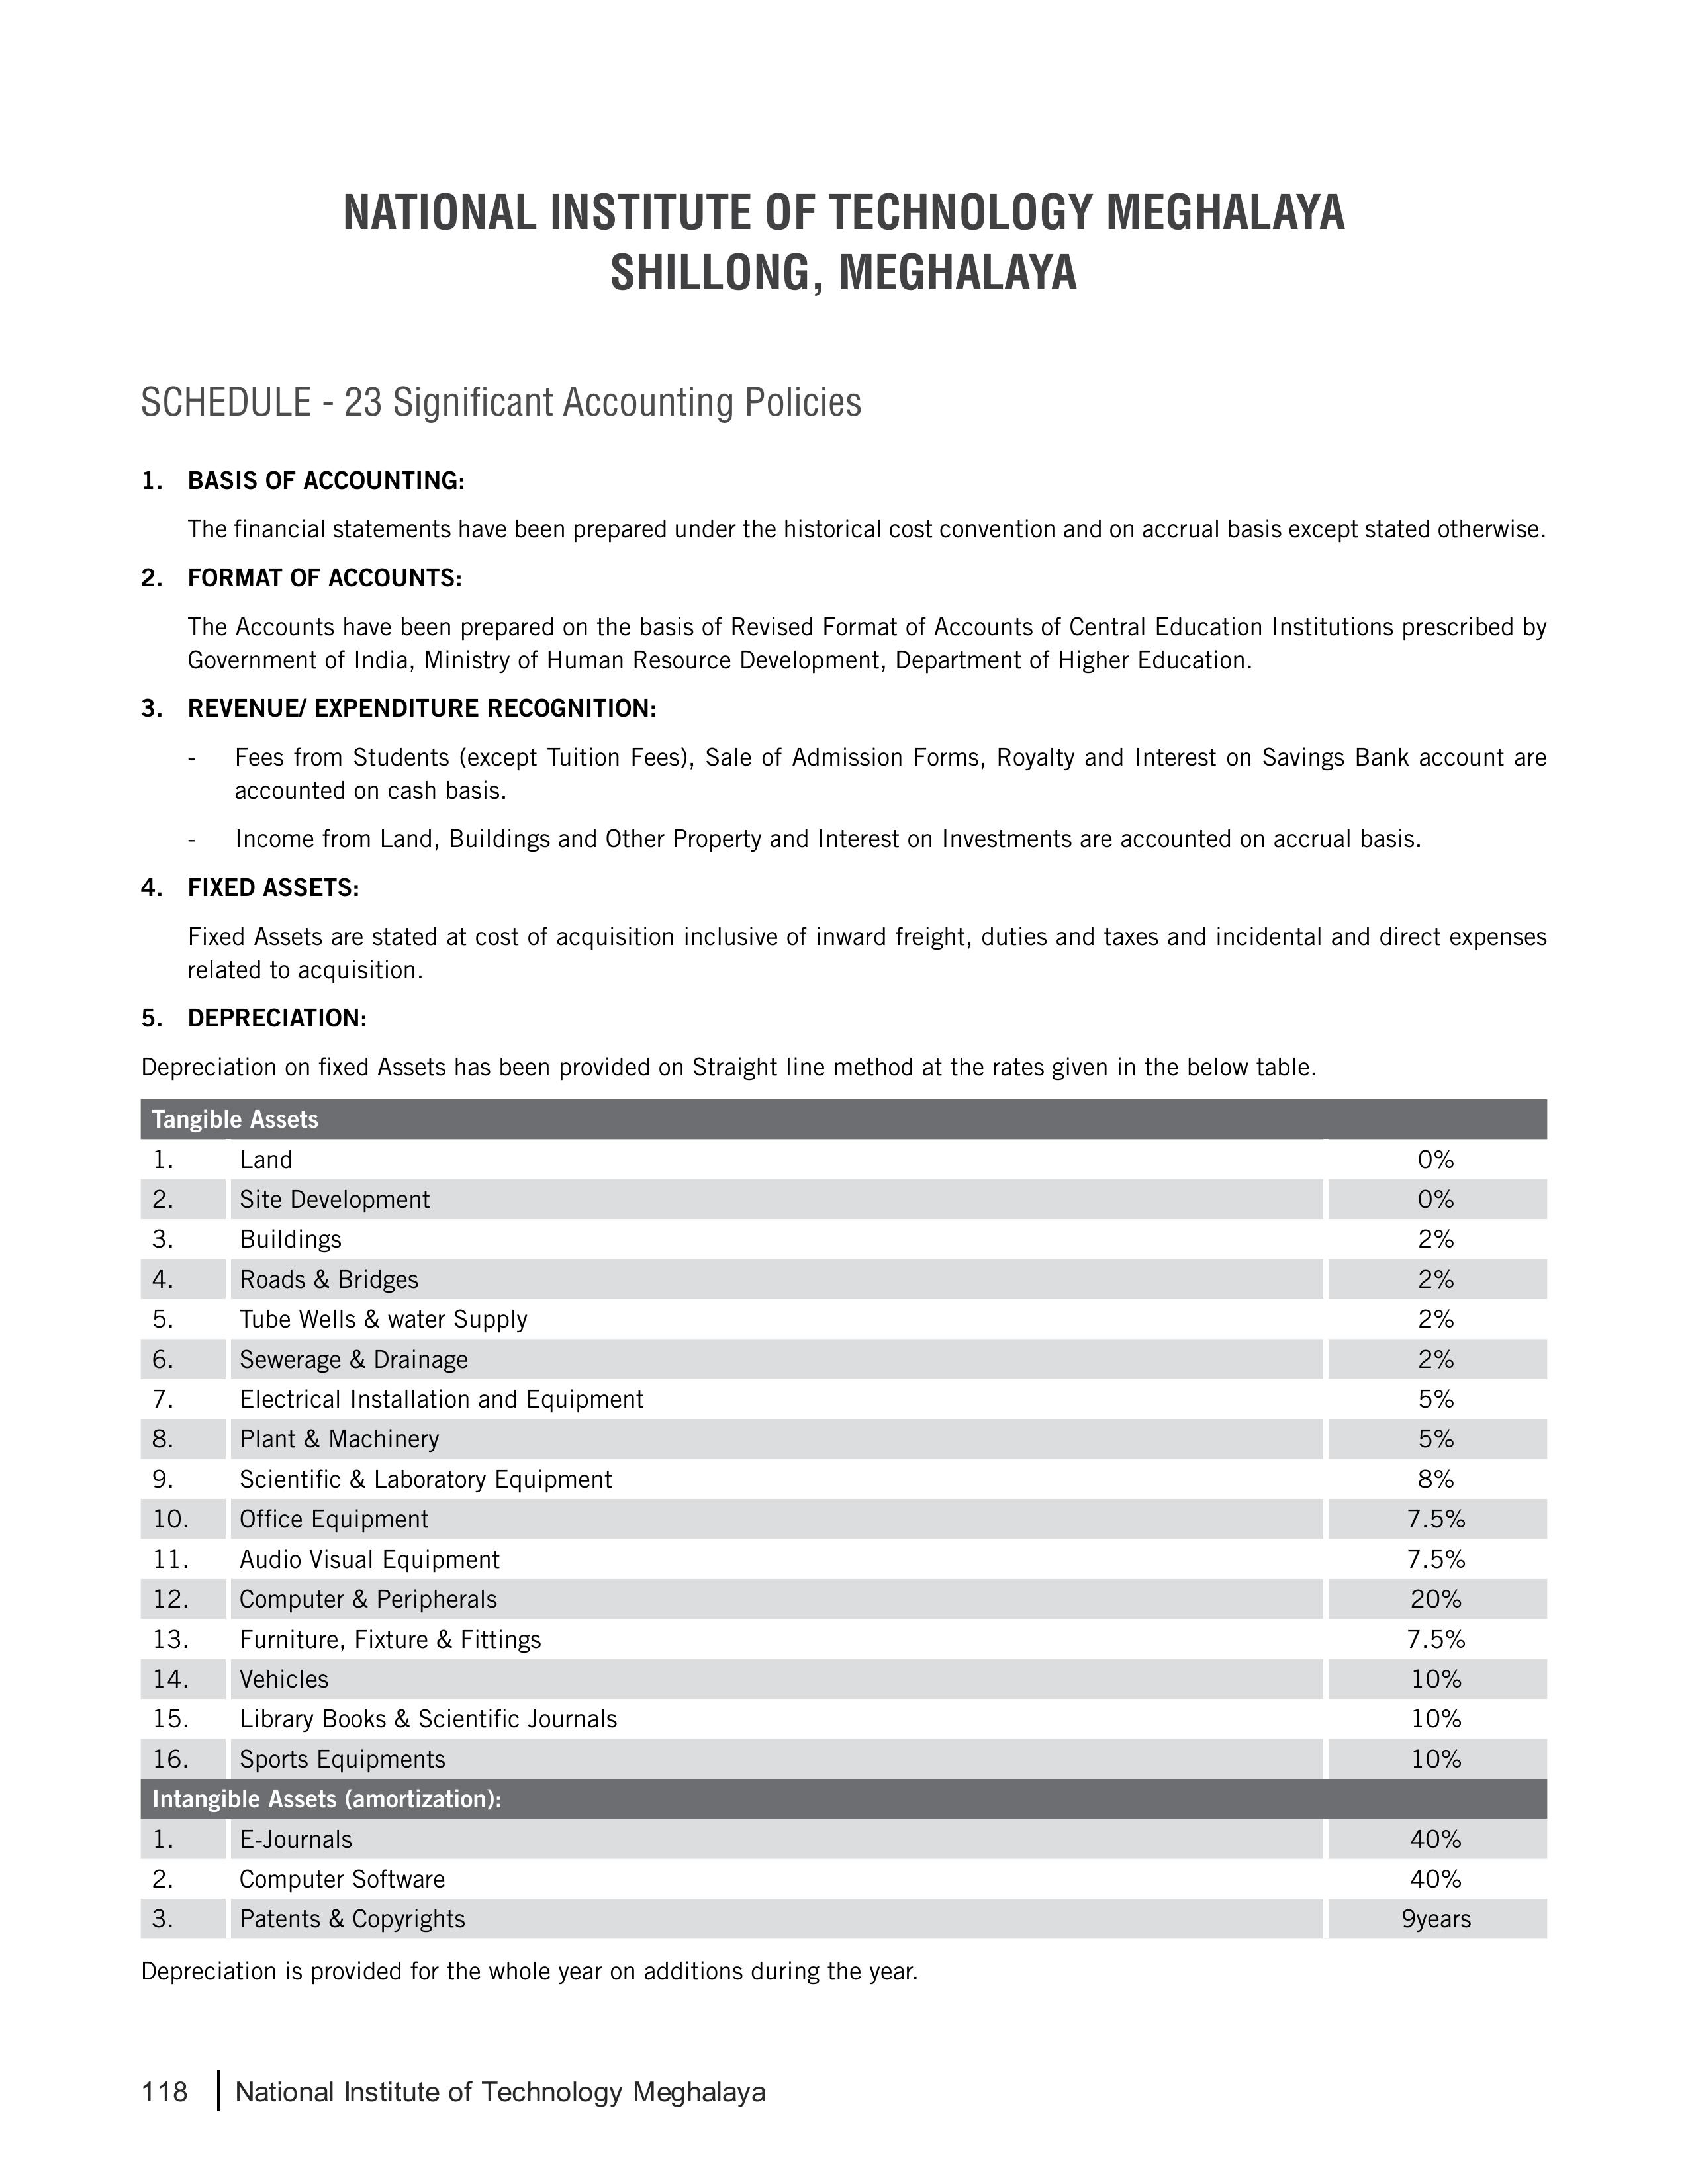 NATIONAL INSTITUTE OF TECHNOLOGY MEGHALAYA
SHILLONG, MEGHALAYA
SCHEDULE - 23 Significant Accounting Policies
1. BASIS OF ACCOUNTING:
The financial statements have been prepared under the historical cost convention and on accrual basis except stated otherwise.
2. FORMAT OF ACCOUNTS:
The Accounts have been prepared on the basis of Revised Format of Accounts of Central Education Institutions prescribed by
Government of India, Ministry of Human Resource Development, Department of Higher Education.
3. REVENUE/ EXPENDITURE RECOGNITION:
- Fees from Students (except Tuition Fees), Sale of Admission Forms, Royalty and Interest on Savings Bank account are
accounted on cash basis.
- Income from Land, Buildings and Other Property and Interest on Investments are accounted on accrual basis.
4. FIXED ASSETS:
Fixed Assets are stated at cost of acquisition inclusive of inward freight, duties and taxes and incidental and direct expenses
related to acquisition.
5. DEPRECIATION:
Depreciation on fixed Assets has been provided on Straight line method at the rates given in the below table.
Tangible Assets
1. Land 0%
2. Site Development 0%
3. Buildings 2%
4. Roads & Bridges 2%
5. Tube Wells & water Supply 2%
6. Sewerage & Drainage 2%
7. Electrical Installation and Equipment 5%
8. Plant & Machinery 5%
9. Scientific & Laboratory Equipment 8%
10. Office Equipment 7.5%
11. Audio Visual Equipment 7.5%
12. Computer & Peripherals 20%
13. Furniture, Fixture & Fittings 7.5%
14. Vehicles 10%
15. Library Books & Scientific Journals 10%
16. Sports Equipments 10%
Intangible Assets (amortization):
1. E-Journals 40%
2. Computer Software 40%
3. Patents & Copyrights 9years
Depreciation is provided for the whole year on additions during the year.
118 National Institute of Technology Meghalaya